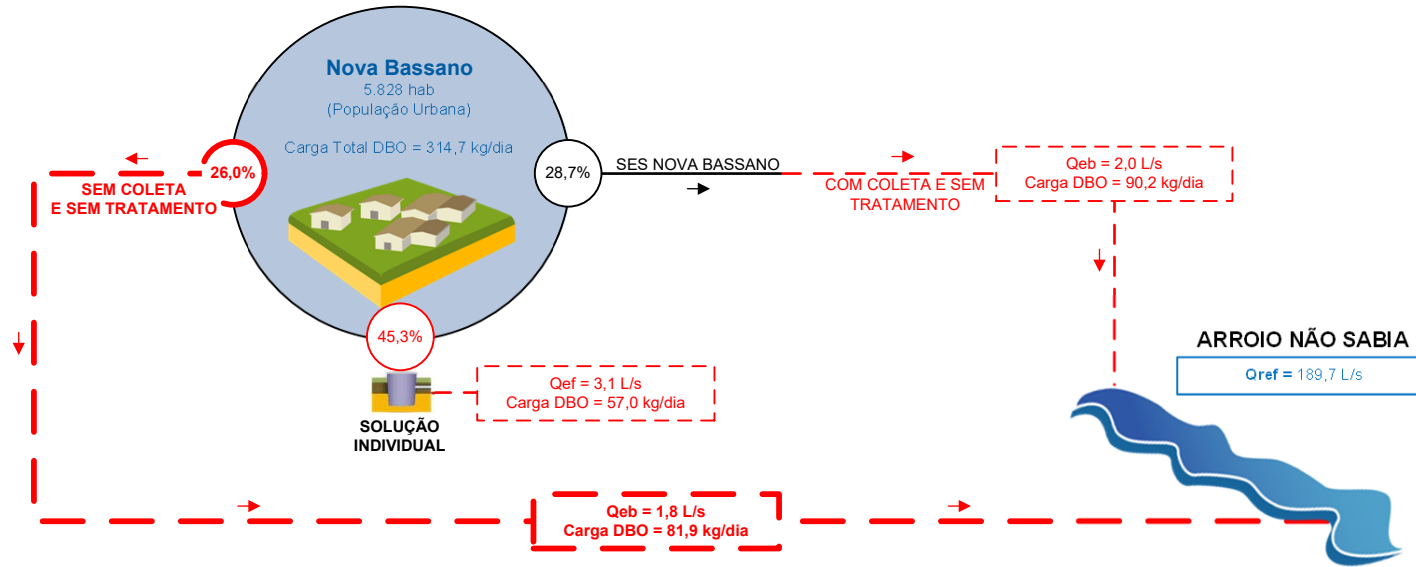 Nova Bassano
5.828 hab
(População Urbana)
Carga Total DBO = 314,7 kg/dia
26,0%
28,7%
45,3%
SEM COLETA
E SEM TRATAMENTO
SES NOVA BASSANO
COM COLETA E SEM
TRATAMENTO
Qeb = 2,0 L/s
Carga DBO = 90,2 kg/dia
ARROIO NÃO SABIA
Qref = 189,7 L/s
Qef = 3,1 L/s
Carga DBO = 57,0 kg/dia
SOLUÇÃO
INDIVIDUAL
Qeb = 1,8 L/s
Carga DBO = 81,9 kg/dia